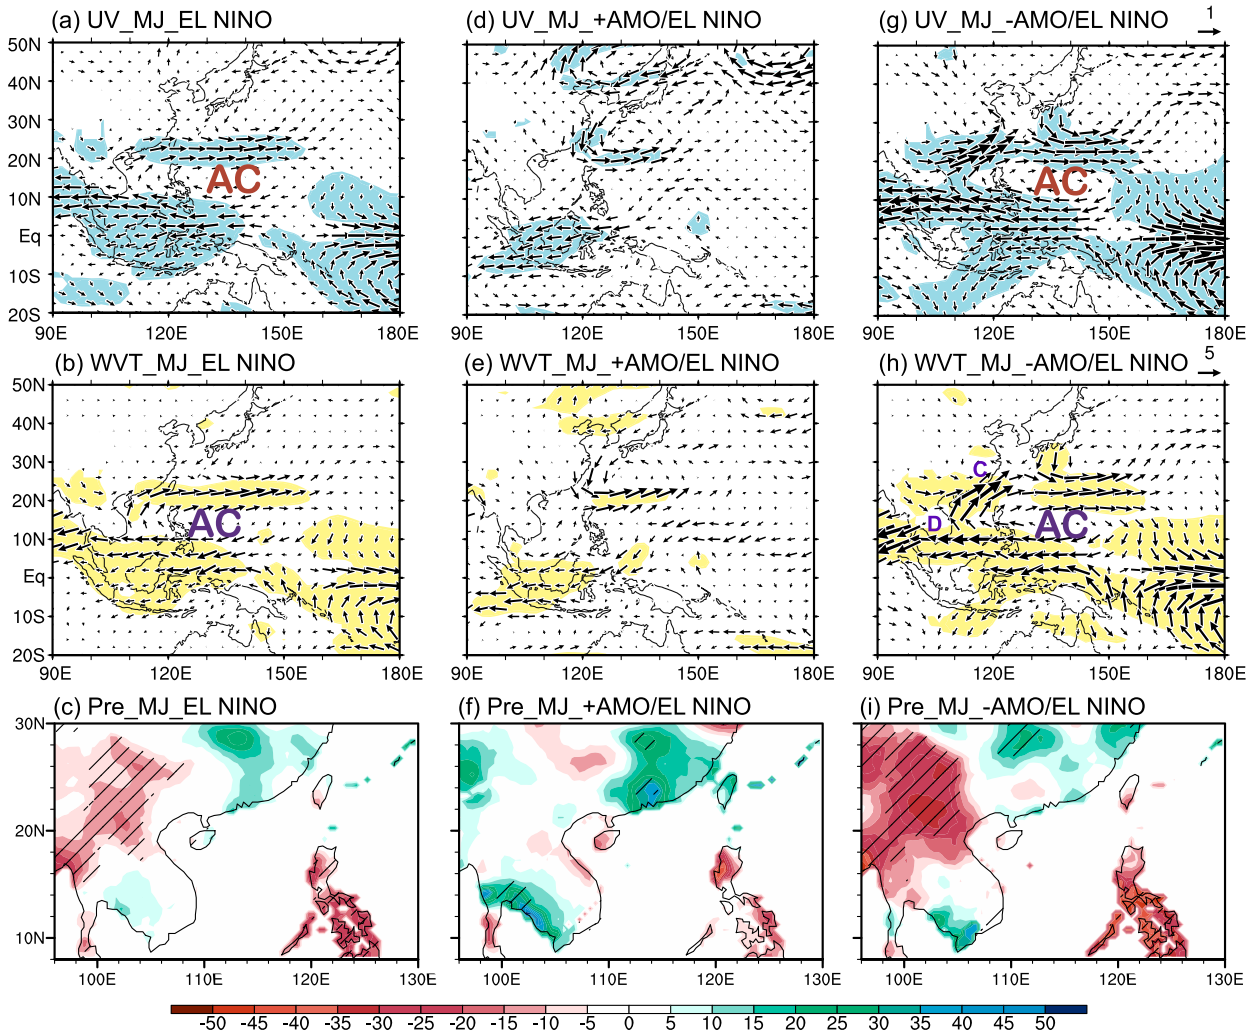 (a) UV_MJ_EL NINO
(d) UV_MJ_+AMO/EL NINO
(g) UV_MJ_-AMO/EL NINO
1
50N
40N
30N
20N
10N
Eq
10S
20S
AC
AC
90E 120E 150E 180E
90E 120E 150E 180E
90E 120E 150E 180E
(b) WVT_MJ_EL NINO
(e) WVT_MJ_+AMO/EL NINO
(h) WVT_MJ_-AMO/EL NINO
5
50N
40N
30N
20N
10N
Eq
10S
20S
AC
C
D
AC
90E 120E 150E 180E
90E 120E 150E 180E
90E 120E 150E 180E
(c) Pre_MJ_EL NINO
(f) Pre_MJ_+AMO/EL NINO
(i) Pre_MJ_-AMO/EL NINO
30N
20N
10N
100E 110E 120E 130E
100E 110E 120E 130E
100E 110E 120E 130E
-50 -45 -40 -35 -30 -25 -20 -15 -10 -5 0 5 10 15 20 25 30 35 40 45 50